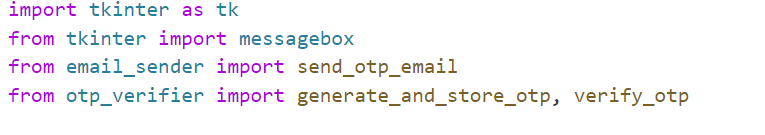 import tkinter as tk
from tkinter import messagebox
from email_sender import send_otp_email
from otp_verifier import generate_and_store_otp, verify_otp